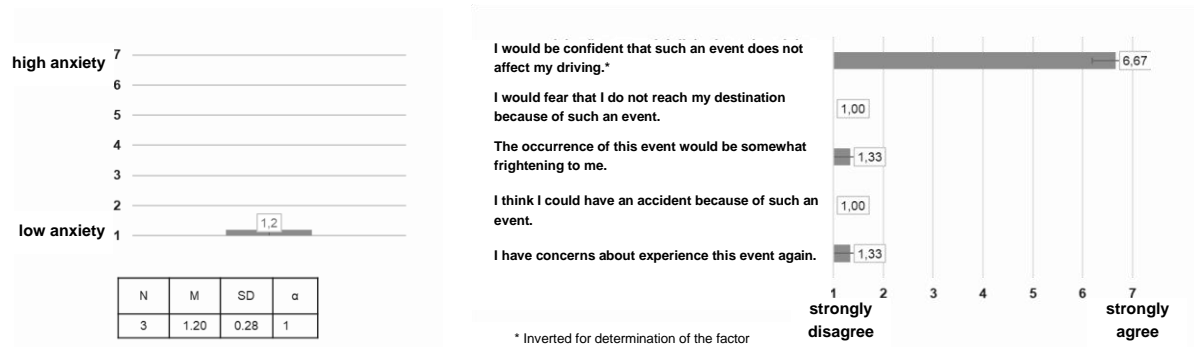 high anxiety
7
6
5
4
3
2
low anxiety
1
1,2
N M SD α
3 1.20 0.28 1
I would be confident that such an event does not
affect my driving.*
6,67
I would fear that I do not reach my destination
because of such an event.
1,00
The occurrence of this event would be somewhat
frightening to me.
1,33
I think I could have an accident because of such an
event.
1,00
I have concerns about experience this event again.
1,33
1 2 3 4 5 6 7
strongly
disagree
strongly
agree
* Inverted for determination of the factor